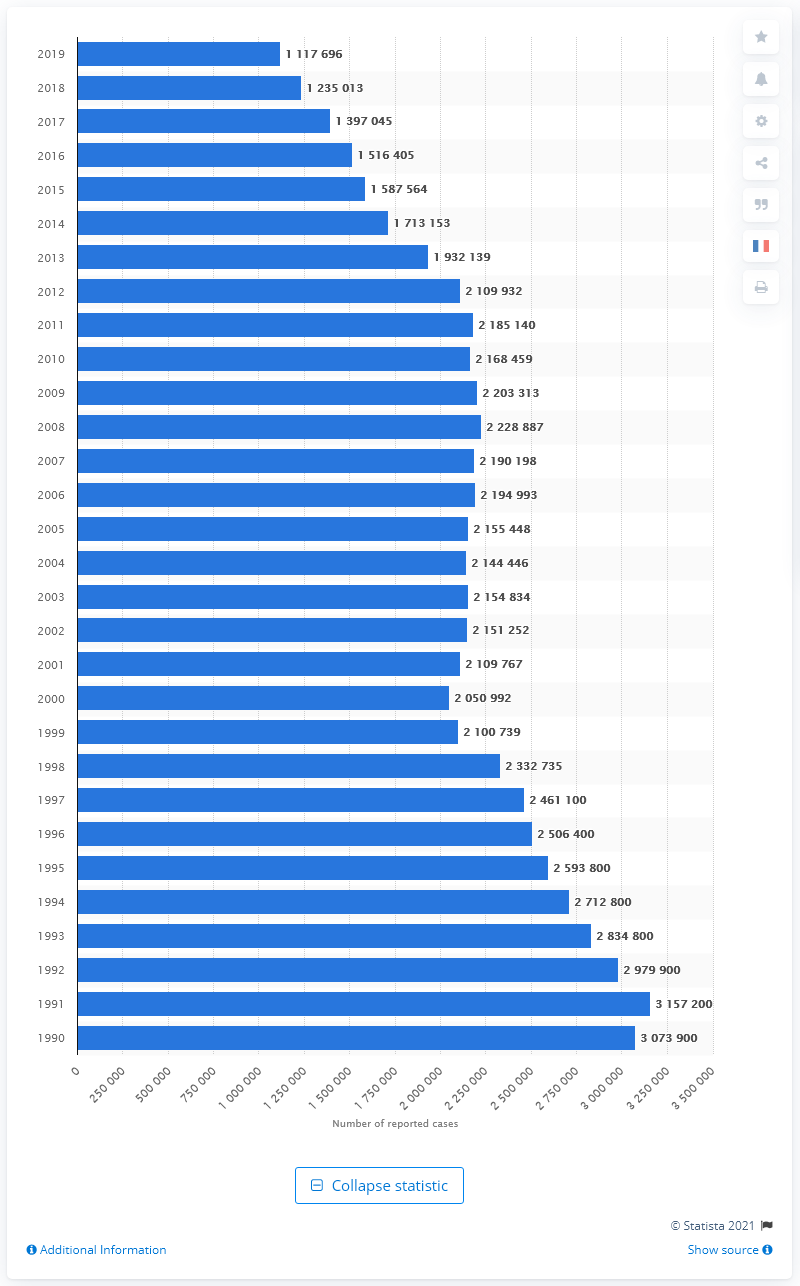 2019 1 117 696
2018 1 235 013
2017 1 397 045
2016 1 516 405
2015 1 587 564
2014 1 713 153
2013 1 932 139
2012 2 109 932
2011 2 185 140
2010 2 168 459
2009 2 203 313
2008 2 228 887
2007 2 190 198
2006 2 194 993
2005 2 155 448
2004 2 144 446
2003 2 154 834
2002 2 151 252
2001 2 109 767
2000 2 050 992
1999 2 100 739
1998 2 332 735
1997 2 461 100
1996 2 506 400
1995 2 593 800
1994 2 712 800
1993 2 834 800
1992 2 979 900
1991 3 157 200
1990 3 073 900
0 250 000 500 000 750 000 1 000 000 1 250 000 1 500 000 1 750 000 2 000 000 2 250 000 2 500 000 2 750 000 3 000 000 3 250 000 3 500 000
Number of reported cases
Collapse statistic
© Statista 2021
Additional Information Show source